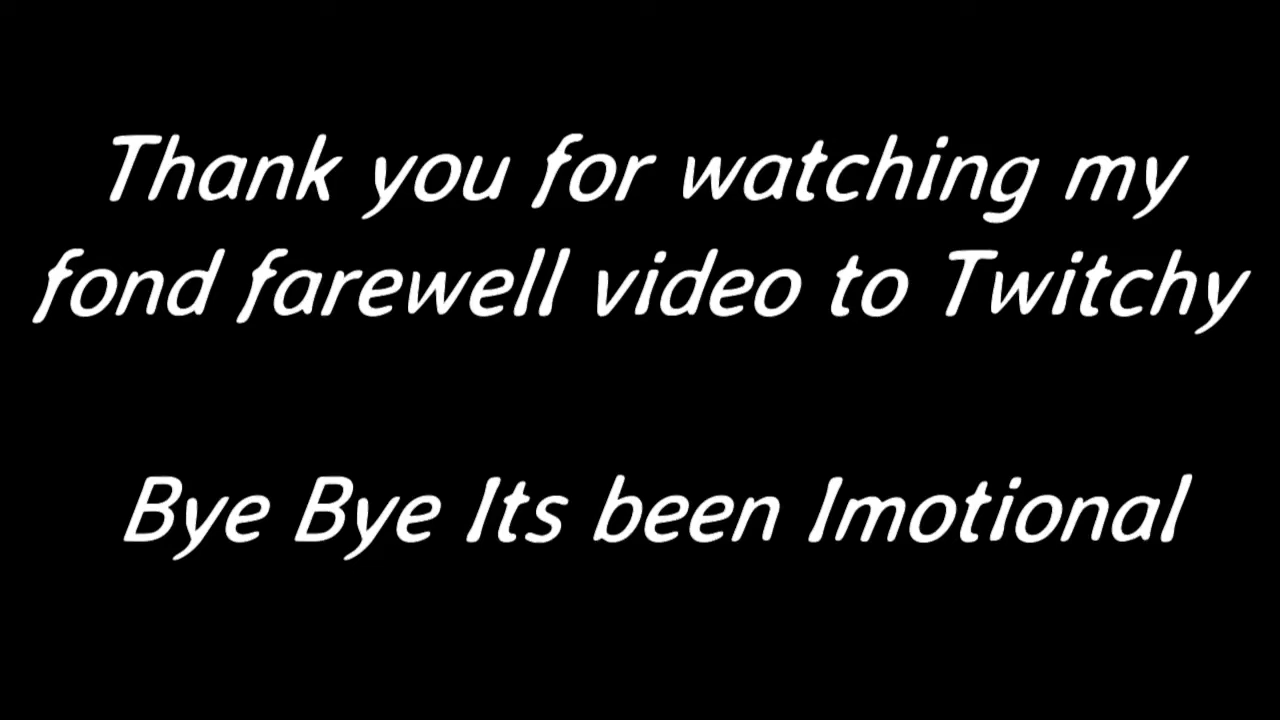 Thank you for watching my
fond farewell video to Twitchy
Bye Bye Its been Imotional